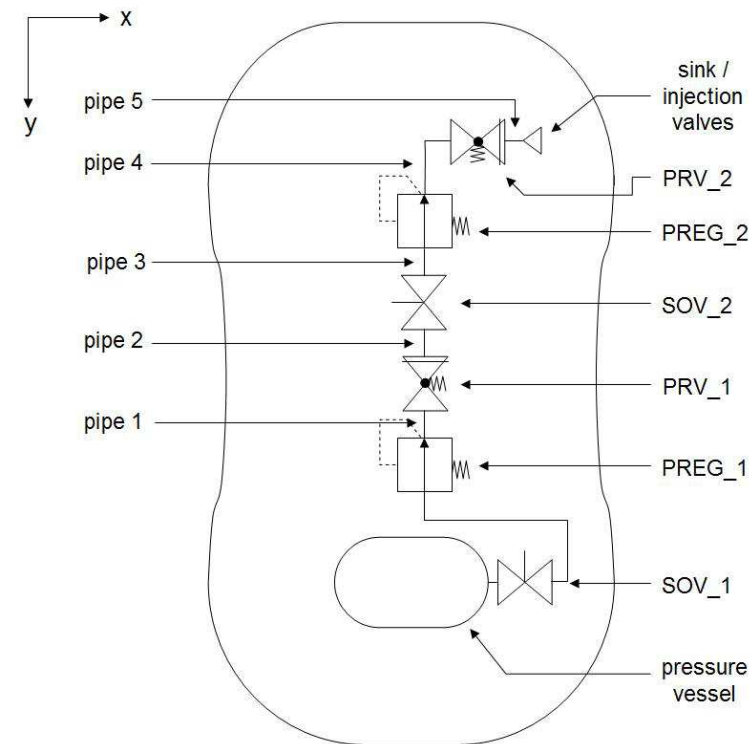 x
y
pipe 5
sink /
injection
valves
pipe 4
PRV_2
PREG_2
pipe 3
SOV_2
pipe 2
PRV_1
pipe 1
PREG_1
SOV_1
pressure
vessel